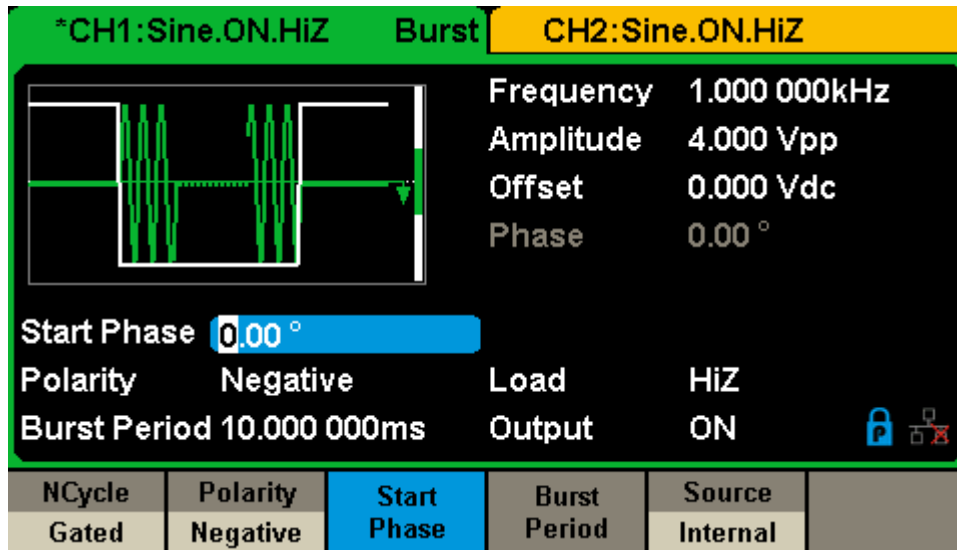 *CH1:Sine.ON.HiZ Burst CH2:Sine.ON.HiZ
Frequency 1.000 000kHz
Amplitude 4.000 Vpp
Offset 0.000 Vdc
Phase 0.00 °
Start Phase 0.00 °
Polarity Negative Load HiZ
Burst Period 10.000 000ms Output ON P
NCycle Polarity Start Burst Source
Gated Negative Phase Period Internal